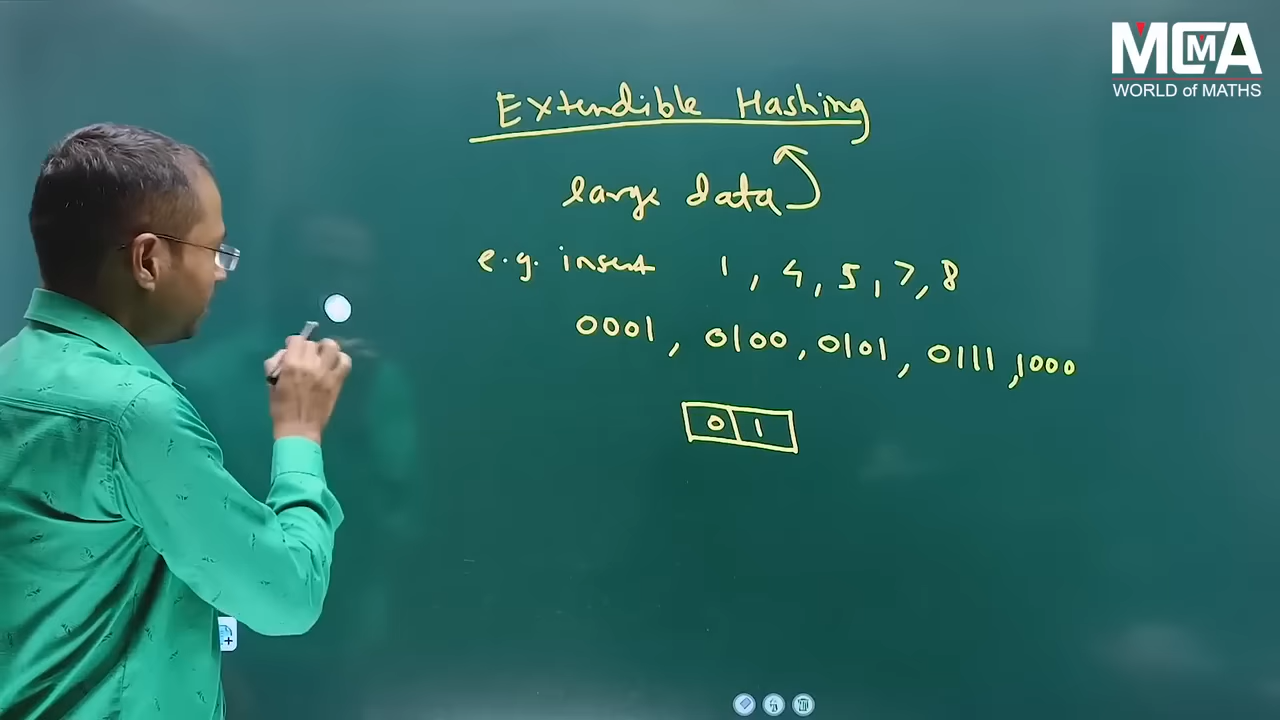 MCMA
WORLD of MATHS
Extendible Hashing
large data
e.g. insert 1, 4, 5, 7, 8
0001, 0100, 0101, 0111, 1000
0 1